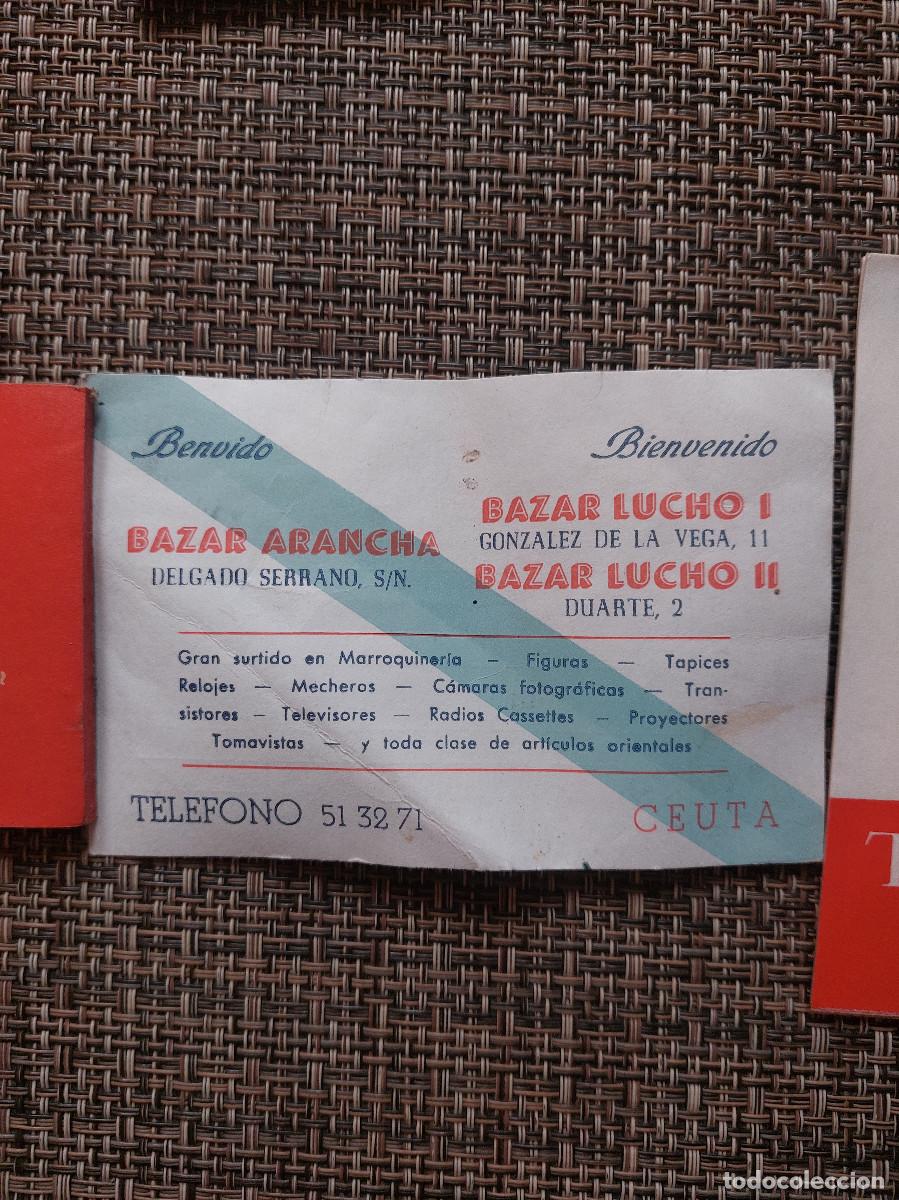 Benvido
Bienvenido
BAZAR ARANCHA
DELGADO SERRANO, S/N.
BAZAR LUCHO I
GONZALEZ DE LA VEGA, 11
BAZAR LUCHO II
DUARTE, 2
Gran surtido en Marroquinería — Figuras — Tapices
Relojes — Mecheros — Cámaras fotográficas — Tran-
sistores — Televisores — Radios Cassettes — Proyectores
Tomavistas — y toda clase de artículos orientales
TELEFONO 51 32 71
CEUTA
T
todocoleccion